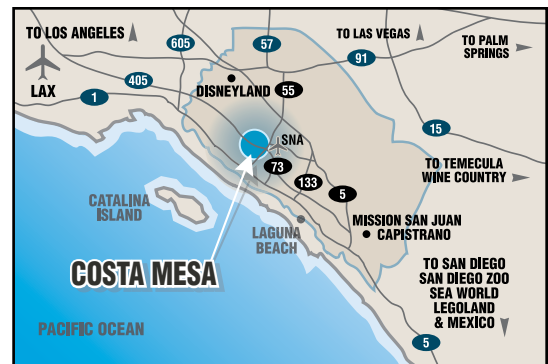 TO LOS ANGELES
605
57
TO LAS VEGAS
91
TO PALM
SPRINGS
LAX
405
DISNEYLAND
55
1
15
SNA
73
133
5
TO TEMECULA
WINE COUNTRY
CATALINA
ISLAND
LAGUNA
BEACH
MISSION SAN JUAN
CAPISTRANO
COSTA MESA
TO SAN DIEGO
SAN DIEGO ZOO
SEA WORLD
LEGOLAND
& MEXICO
PACIFIC OCEAN
5